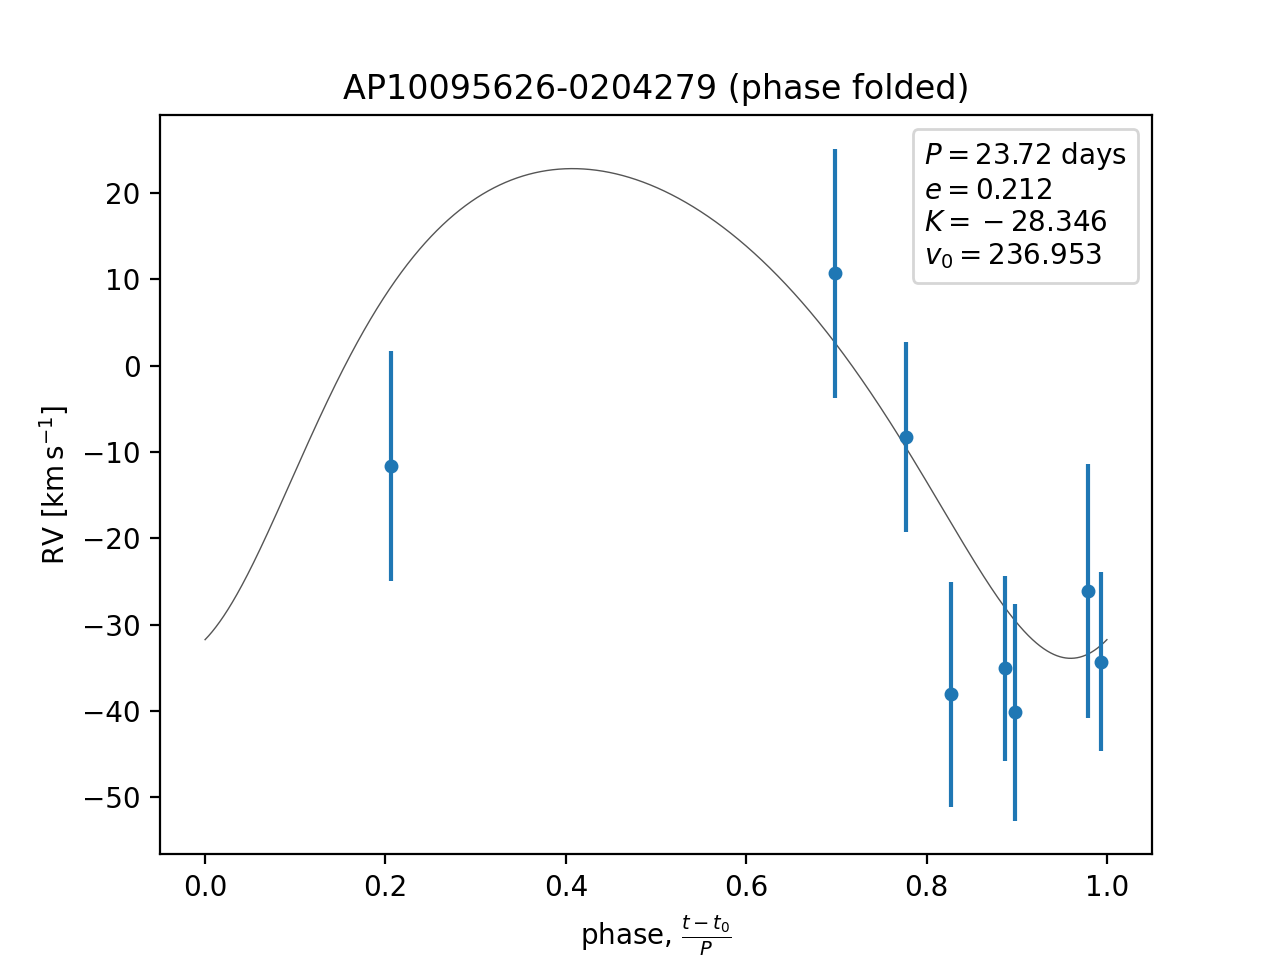 AP10095626-0204279 (phase folded)
P = 23.72 days
e = 0.212
K = −28.346
v₀ = 236.953
20
10
0
−10
−20
−30
−40
−50
RV [km s⁻¹]
0.0 0.2 0.4 0.6 0.8 1.0
phase, (t − t₀)/P